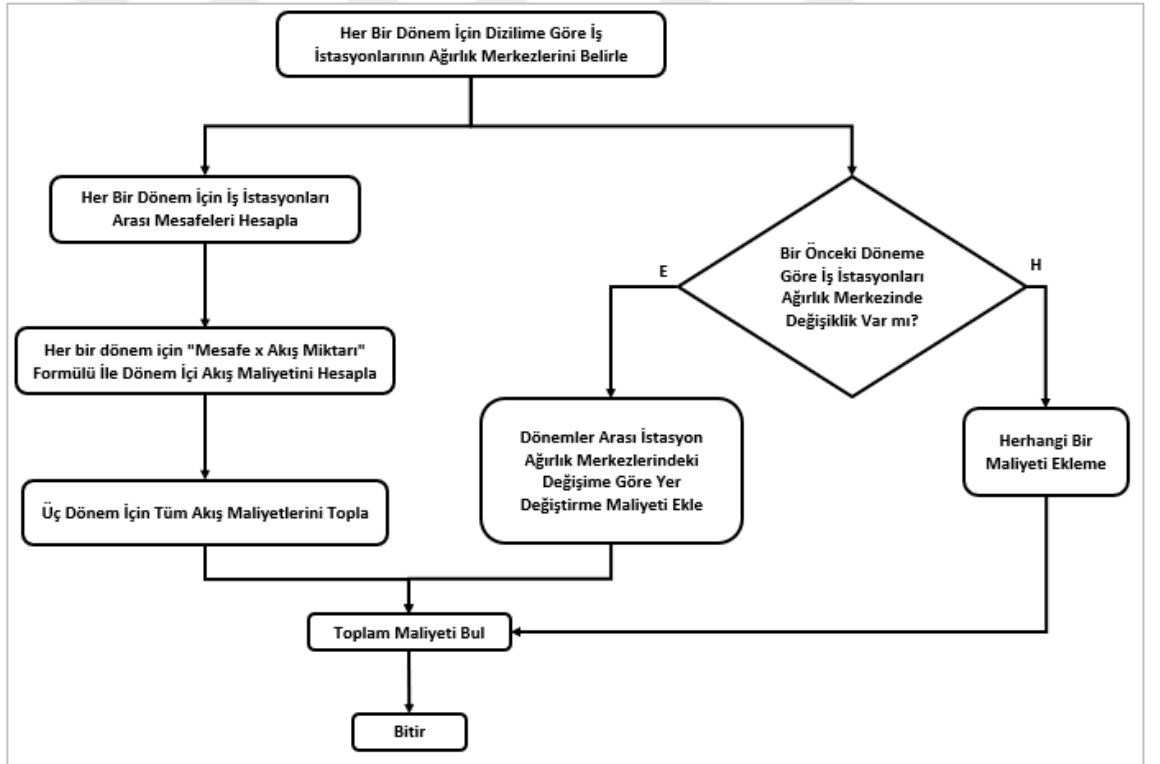 Her Bir Dönem İçin Dizilime Göre İş
İstasyonlarının Ağırlık Merkezlerini Belirle
Her Bir Dönem İçin İş İstasyonları
Arası Mesafeleri Hesapla
Her bir dönem için "Mesafe x Akış Miktarı"
Formülü İle Dönem İçi Akış Maliyetini Hesapla
Üç Dönem İçin Tüm Akış Maliyetlerini Topla
Bir Önceki Döneme
Göre İş İstasyonları
Ağırlık Merkezinde
Değişiklik Var mı?
E
H
Dönemler Arası İstasyon
Ağırlık Merkezlerindeki
Değişime Göre Yer
Değiştirme Maliyeti Ekle
Herhangi Bir
Maliyeti Ekleme
Toplam Maliyeti Bul
Bitir